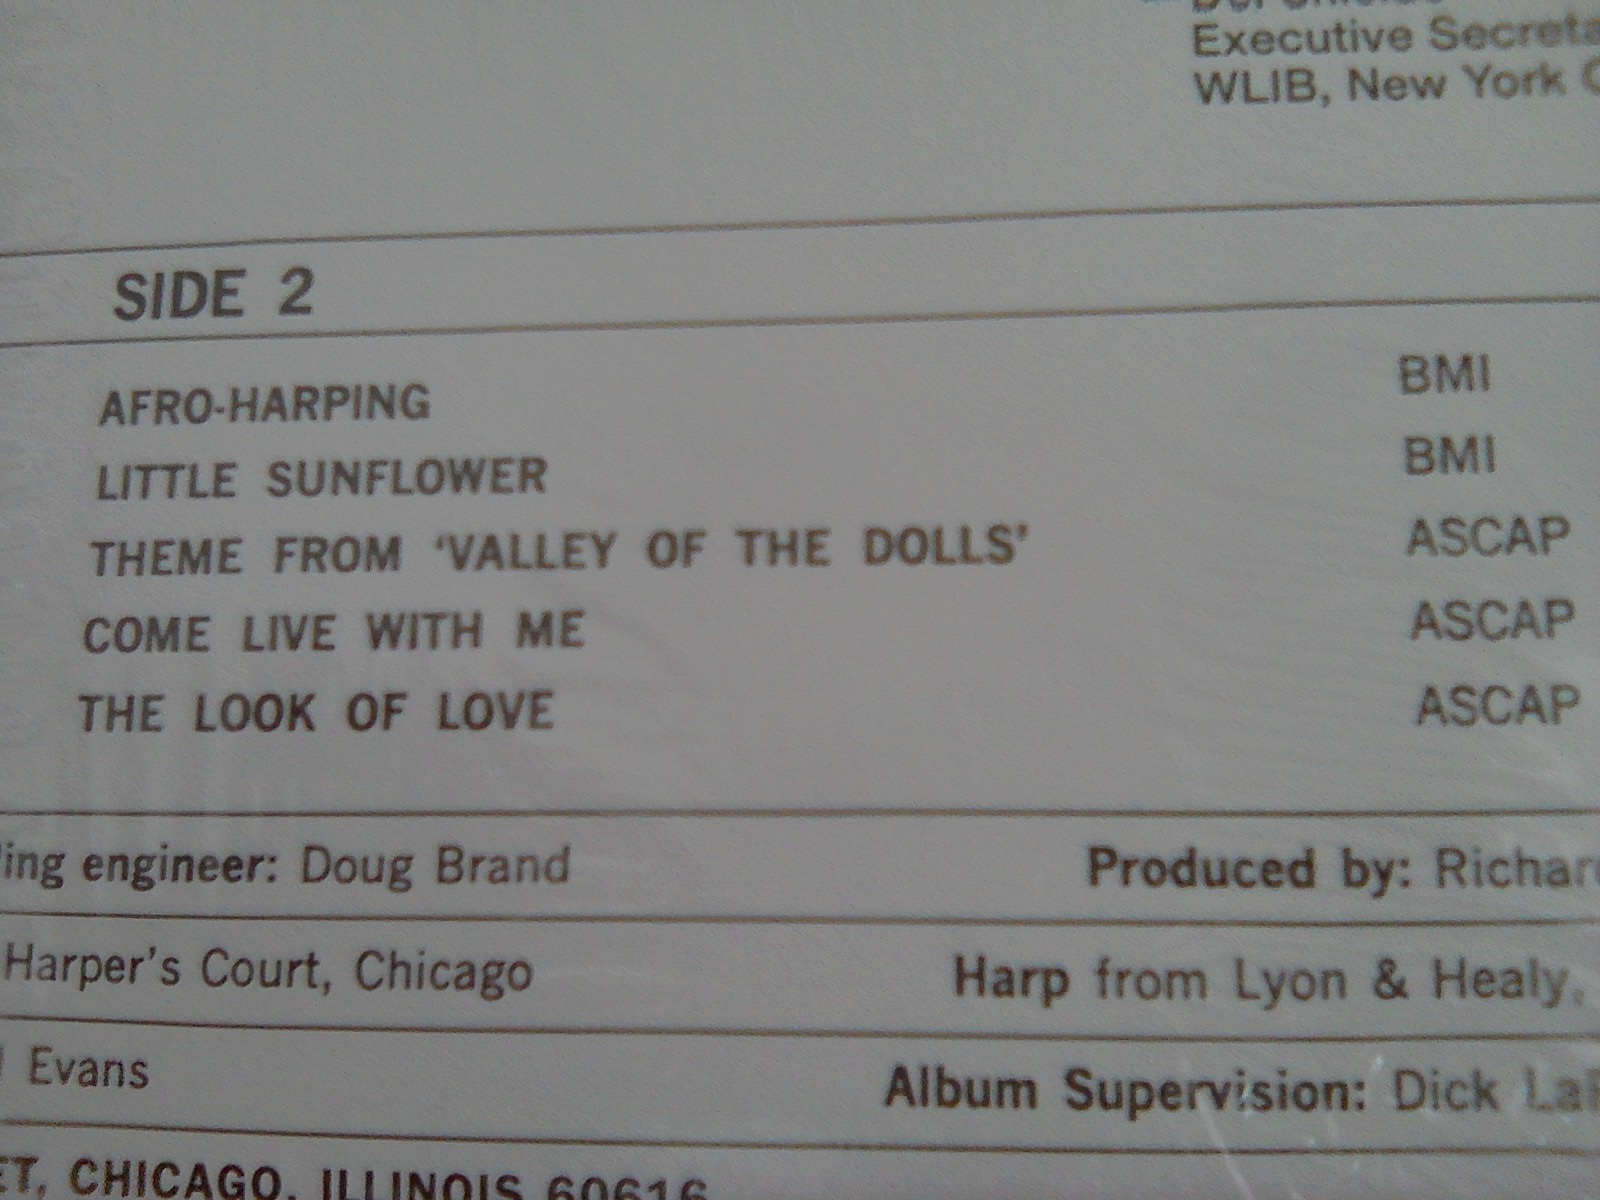 Executive Secreta
WLIB, New York C
SIDE 2
AFRO-HARPING BMI
LITTLE SUNFLOWER BMI
THEME FROM ‘VALLEY OF THE DOLLS’ ASCAP
COME LIVE WITH ME ASCAP
THE LOOK OF LOVE ASCAP
ing engineer: Doug Brand Produced by: Richar
Harper's Court, Chicago Harp from Lyon & Healy,
Evans Album Supervision: Dick La
ET, CHICAGO, ILLINOIS 60616